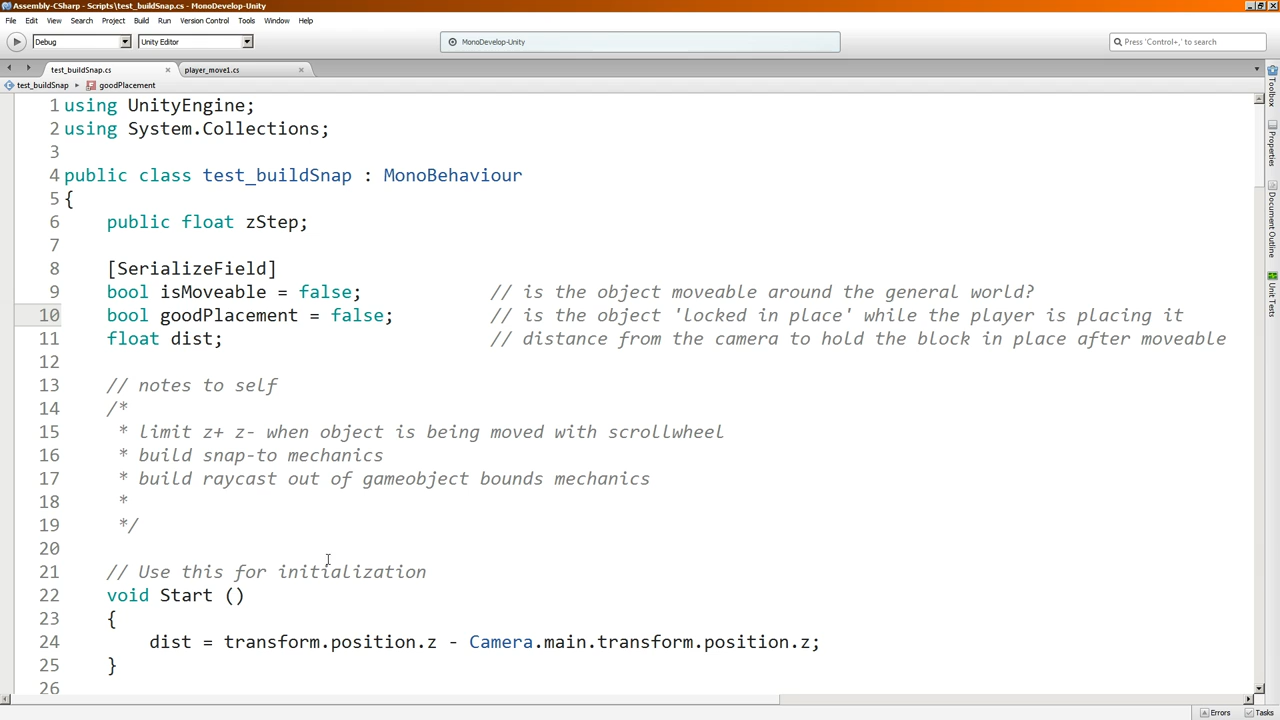 Assembly-CSharp - Scripts\test_buildSnap.cs - MonoDevelop-Unity
File Edit View Search Project Build Run Version Control Tools Window Help
Debug Unity Editor MonoDevelop-Unity Press 'Control+,' to search
test_buildSnap.cs player_move1.cs
test_buildSnap goodPlacement
1 using UnityEngine;
2 using System.Collections;
3
4 public class test_buildSnap : MonoBehaviour
5 {
6 public float zStep;
7
8 [SerializeField]
9 bool isMoveable = false; // is the object moveable around the general world?
10 bool goodPlacement = false; // is the object 'locked in place' while the player is placing it
11 float dist; // distance from the camera to hold the block in place after moveable
12
13 // notes to self
14 /*
15 * limit z+ z- when object is being moved with scrollwheel
16 * build snap-to mechanics
17 * build raycast out of gameobject bounds mechanics
18 *
19 */
20
21 // Use this for initialization
22 void Start ()
23 {
24 dist = transform.position.z - Camera.main.transform.position.z;
25 }
26
Toolbox
Properties
Document Outline
Unit Tests
Errors Tasks